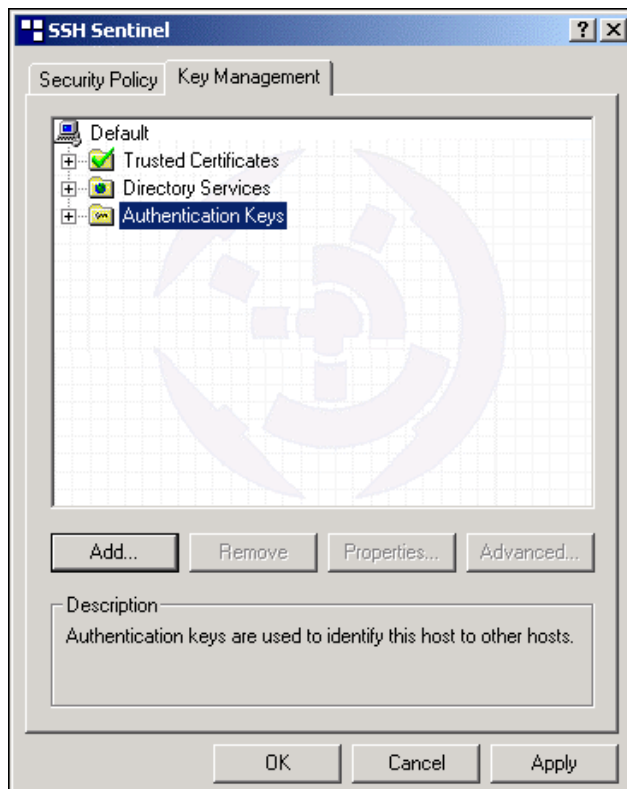 SSH Sentinel
Security Policy Key Management
Default
Trusted Certificates
Directory Services
Authentication Keys
Add... Remove Properties... Advanced...
Description
Authentication keys are used to identify this host to other hosts.
OK Cancel Apply